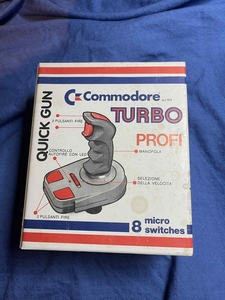 QUICK GUN
Commodore
TURBO
PROFI
2 PULSANTI FIRE
CONTROLLO
AUTOFIRE CON LED
MANOPOLA
SELEZIONE
DELLA VELOCITA'
2 PULSANTI FIRE
8 micro
switches